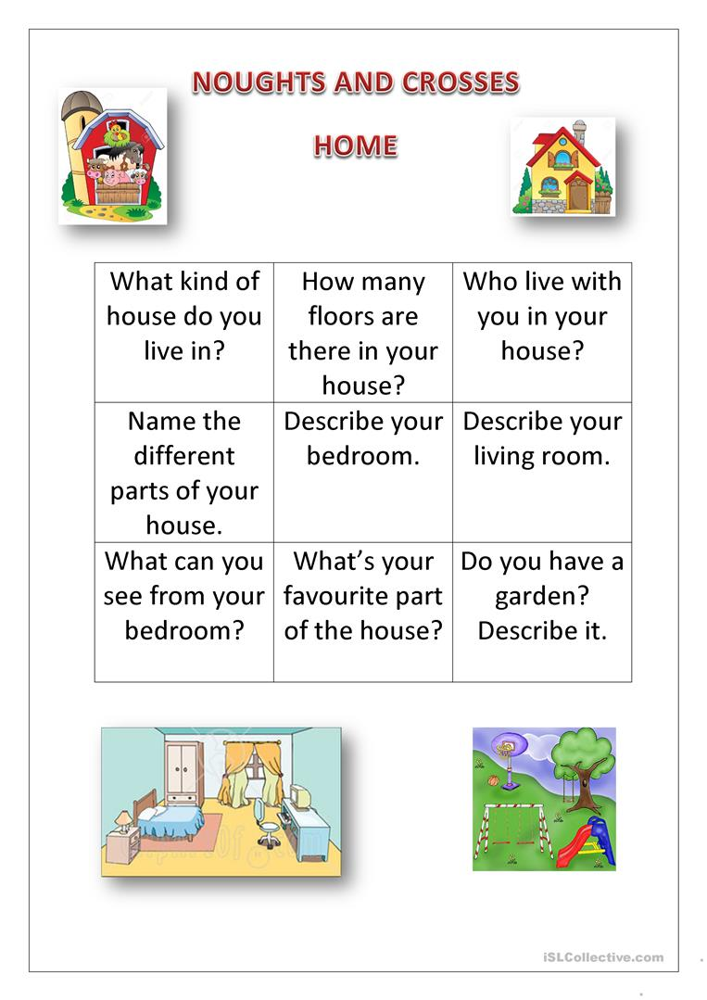 NOUGHTS AND CROSSES
HOME
What kind of
house do you
live in?
How many
floors are
there in your
house?
Who live with
you in your
house?
Name the
different
parts of your
house.
Describe your
bedroom.
Describe your
living room.
What can you
see from your
bedroom?
What's your
favourite part
of the house?
Do you have a
garden?
Describe it.
iSLCollective.com